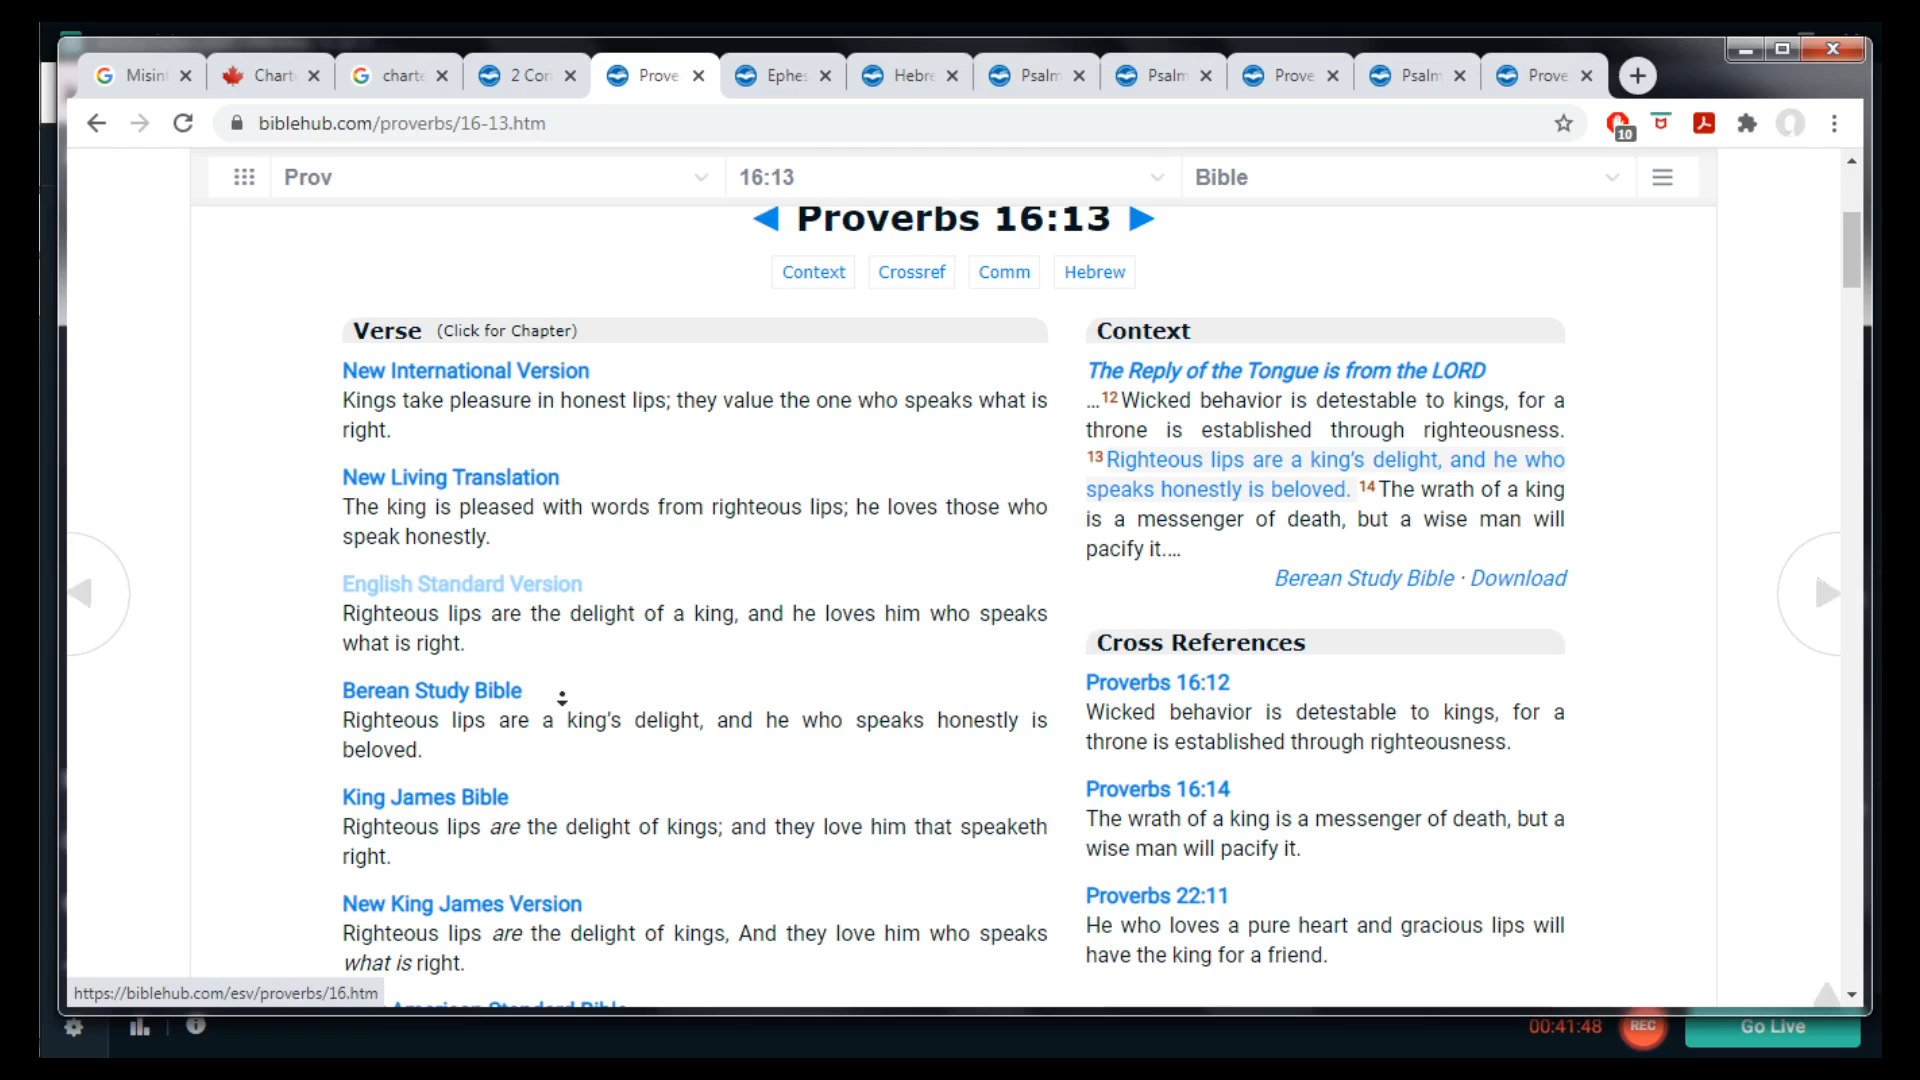 Misin
Charte
charte
2 Cori
Prove
Ephes
Hebre
Psalm
Psalm
Prove
Psalm
Prove
biblehub.com/proverbs/16-13.htm
10
Prov
16:13
Bible
Proverbs 16:13
Context
Crossref
Comm
Hebrew
Verse (Click for Chapter)
New International Version
Kings take pleasure in honest lips; they value the one who speaks what is
right.
New Living Translation
The king is pleased with words from righteous lips; he loves those who
speak honestly.
English Standard Version
Righteous lips are the delight of a king, and he loves him who speaks
what is right.
Berean Study Bible
Righteous lips are a king’s delight, and he who speaks honestly is
beloved.
King James Bible
Righteous lips are the delight of kings; and they love him that speaketh
right.
New King James Version
Righteous lips are the delight of kings, And they love him who speaks
what is right.
American Standard Bible
Context
The Reply of the Tongue is from the LORD
…12Wicked behavior is detestable to kings, for a
throne is established through righteousness.
13Righteous lips are a king’s delight, and he who
speaks honestly is beloved. 14The wrath of a king
is a messenger of death, but a wise man will
pacify it.…
Berean Study Bible · Download
Cross References
Proverbs 16:12
Wicked behavior is detestable to kings, for a
throne is established through righteousness.
Proverbs 16:14
The wrath of a king is a messenger of death, but a
wise man will pacify it.
Proverbs 22:11
He who loves a pure heart and gracious lips will
have the king for a friend.
https://biblehub.com/esv/proverbs/16.htm
00:41:48
REC
Go Live